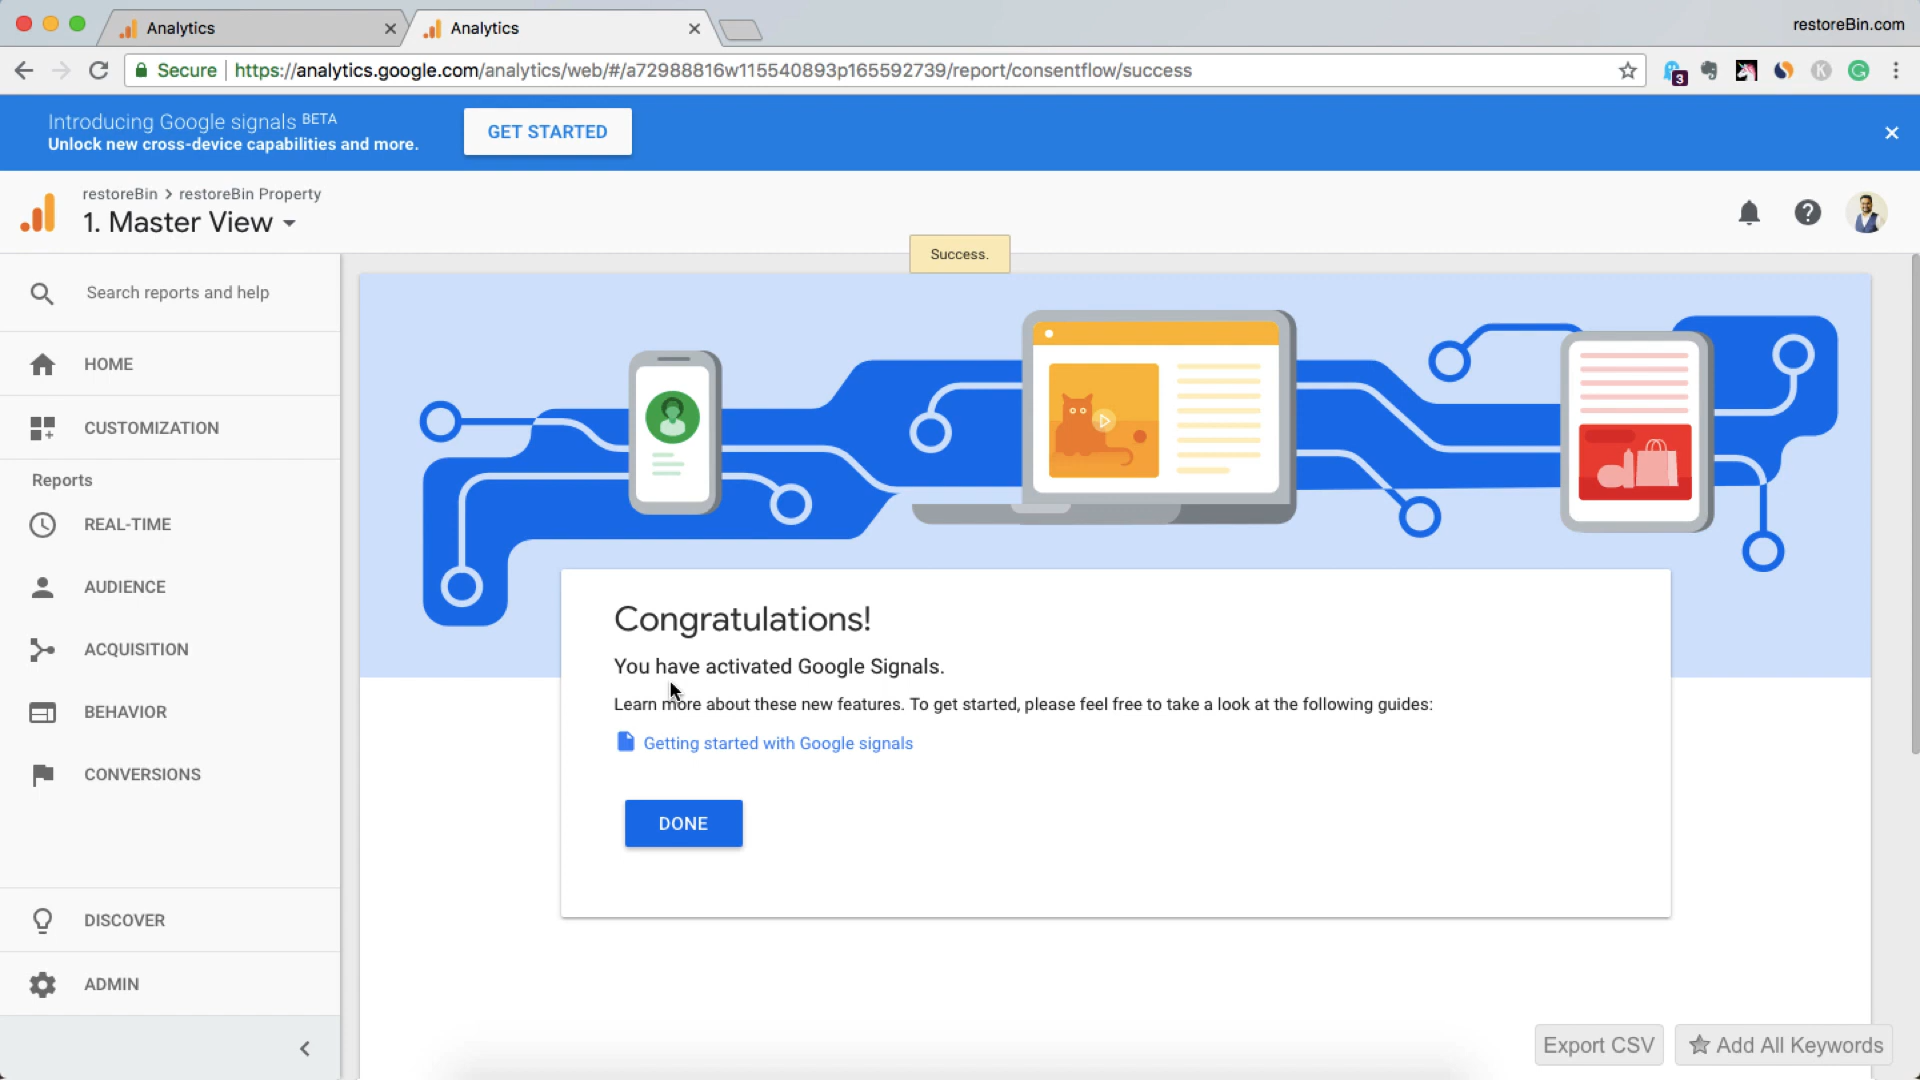 Analytics
Analytics
restoreBin.com
Secure
https://analytics.google.com/analytics/web/#/a72988816w115540893p165592739/report/consentflow/success
3
Introducing Google signals BETA
Unlock new cross-device capabilities and more.
GET STARTED
restoreBin > restoreBin Property
1. Master View
Success.
Search reports and help
HOME
CUSTOMIZATION
Reports
REAL-TIME
AUDIENCE
ACQUISITION
BEHAVIOR
CONVERSIONS
DISCOVER
ADMIN
Congratulations!
You have activated Google Signals.
Learn more about these new features. To get started, please feel free to take a look at the following guides:
Getting started with Google signals
DONE
Export CSV
Add All Keywords